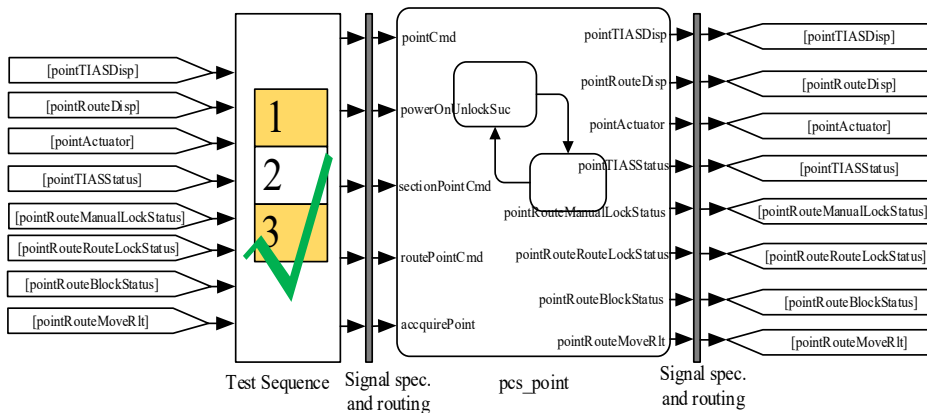 [pointTIASDisp]
[pointRouteDisp]
[pointActuator]
[pointTIASStatus]
[pointRouteManualLockStatus]
[pointRouteRouteLockStatus]
[pointRouteBlockStatus]
[pointRouteMoveRlt]
1
2
3
Test Sequence
Signal spec.
and routing
pointCmd
powerOnUnlockSuc
sectionPointCmd
routePointCmd
accquirePoint
pointTIASDisp
pointRouteDisp
pointActuator
pointTIASStatus
pointRouteManualLockStatus
pointRouteRouteLockStatus
pointRouteBlockStatus
pointRouteMoveRlt
pcs_point
Signal spec.
and routing
[pointTIASDisp]
[pointRouteDisp]
[pointActuator]
[pointTIASStatus]
[pointRouteManualLockStatus]
[pointRouteRouteLockStatus]
[pointRouteBlockStatus]
[pointRouteMoveRlt]